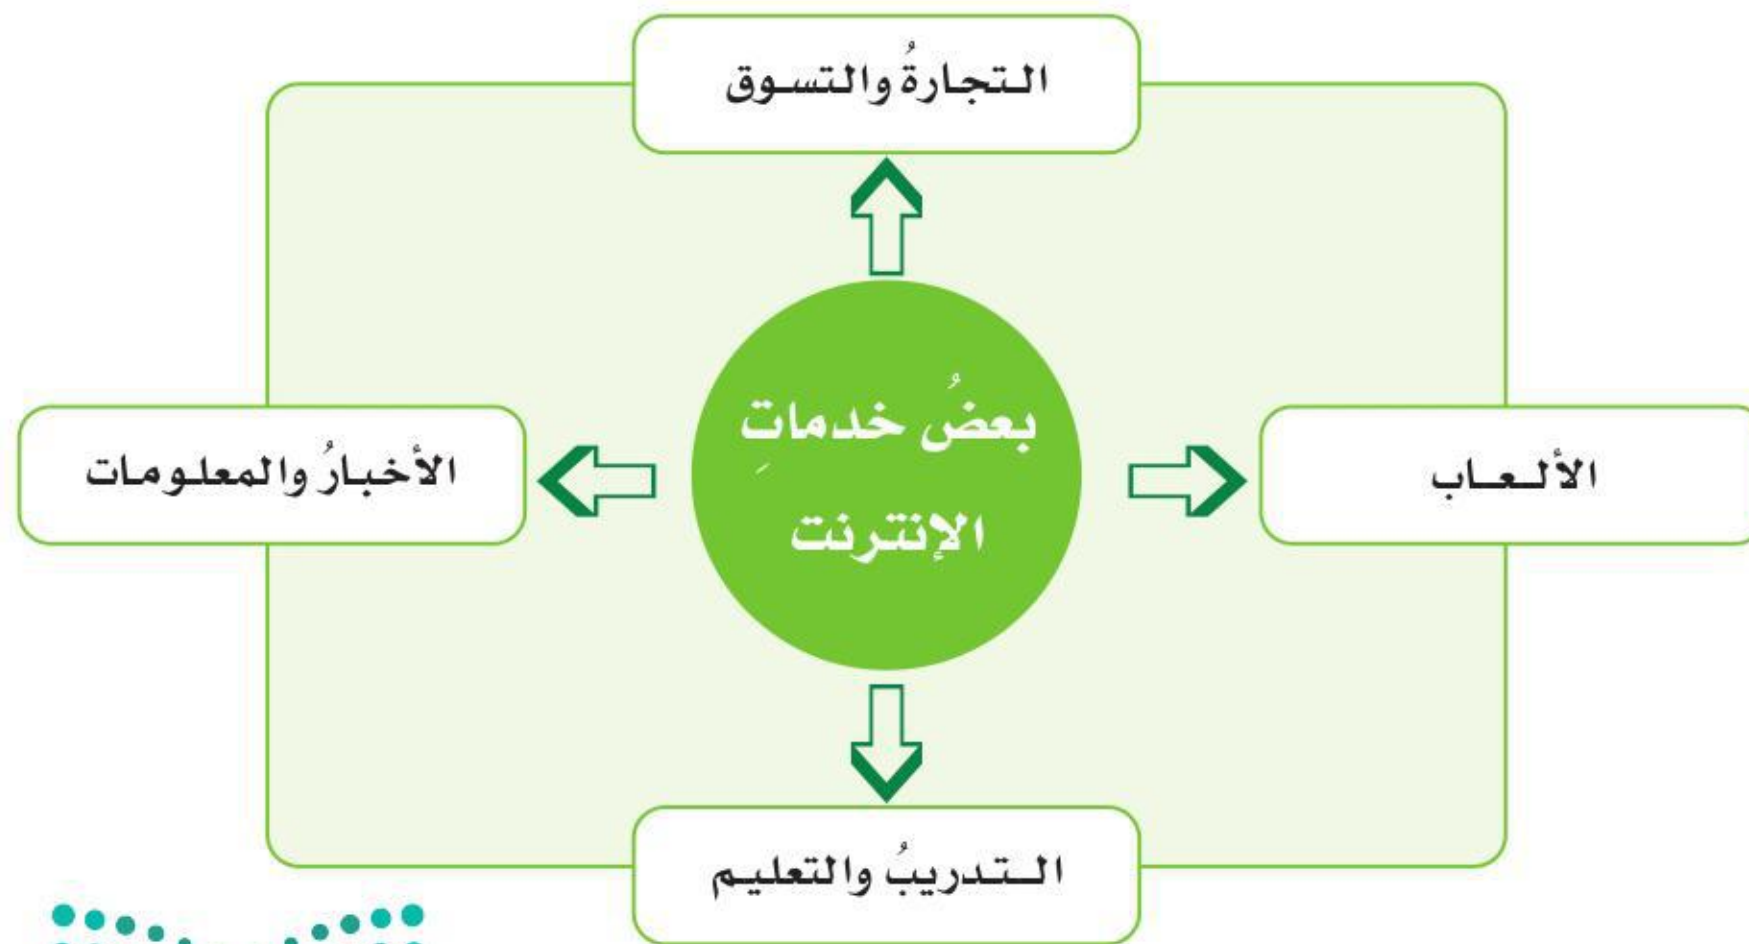 التجارةُ والتسوق
بعضُ خدماتِ
الإنترنت
الألعاب
الأخبارُ والمعلومات
التدريبُ والتعليم